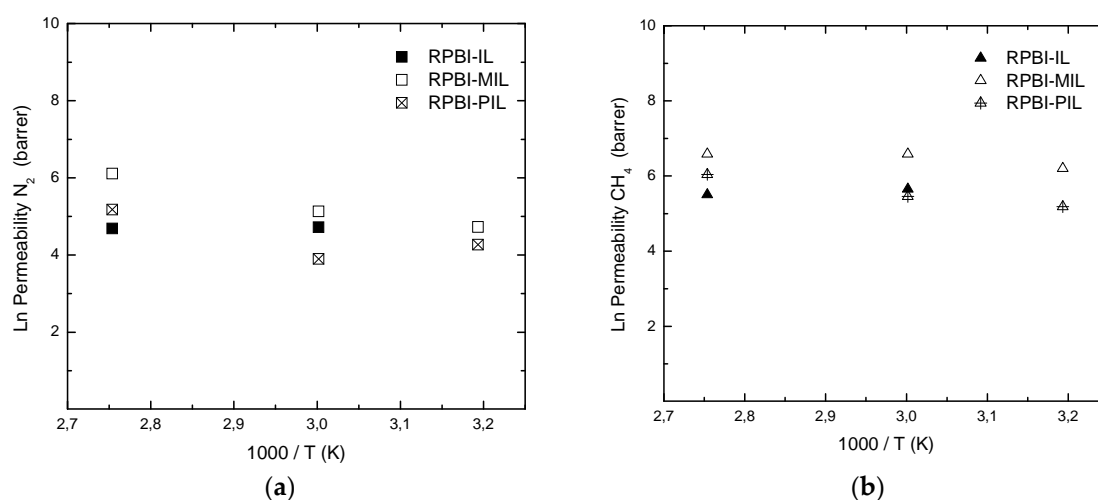 10
8
6
4
2
2,7 2,8 2,9 3,0 3,1 3,2
Ln Permeability N2 (barrer)
1000 / T (K)
RPBI-IL
RPBI-MIL
RPBI-PIL
(a)
10
8
6
4
2
2,7 2,8 2,9 3,0 3,1 3,2
Ln Permeability CH4 (barrer)
1000 / T (K)
RPBI-IL
RPBI-MIL
RPBI-PIL
(b)